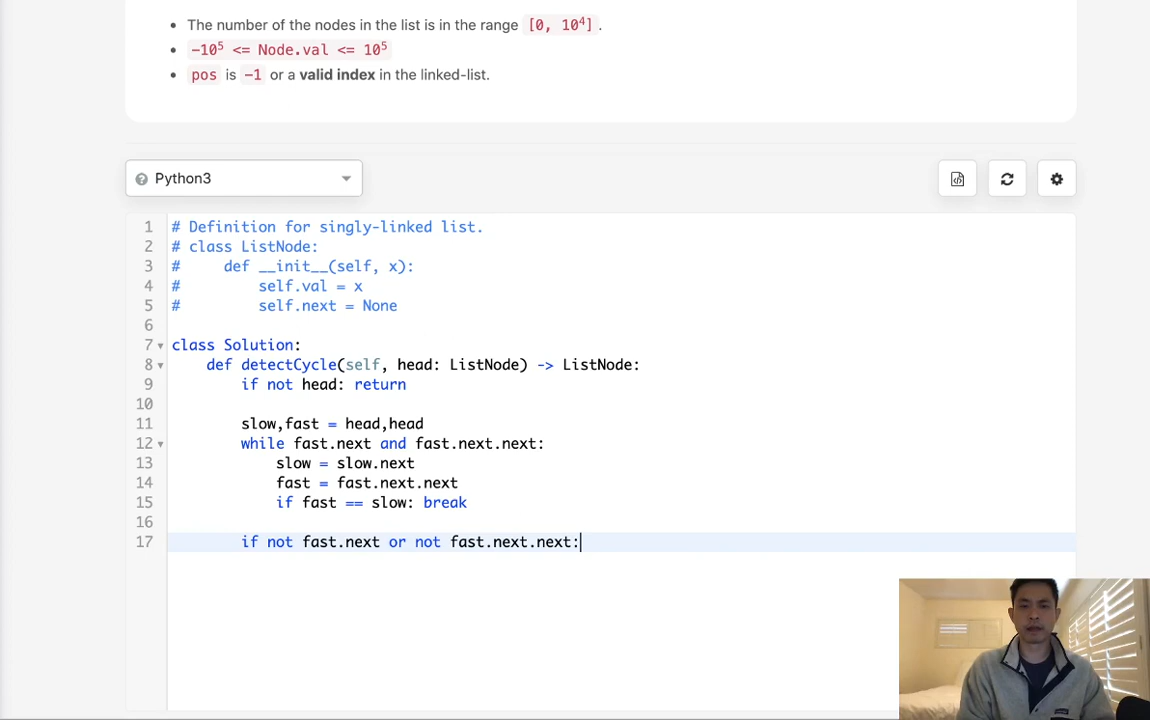 • The number of the nodes in the list is in the range [0, 10⁴].
• -10⁵ <= Node.val <= 10⁵
• pos is -1 or a valid index in the linked-list.
Python3
1 # Definition for singly-linked list.
2 # class ListNode:
3 #     def __init__(self, x):
4 #         self.val = x
5 #         self.next = None
6
7 class Solution:
8     def detectCycle(self, head: ListNode) -> ListNode:
9         if not head: return
10
11         slow,fast = head,head
12         while fast.next and fast.next.next:
13             slow = slow.next
14             fast = fast.next.next
15             if fast == slow: break
16
17         if not fast.next or not fast.next.next: